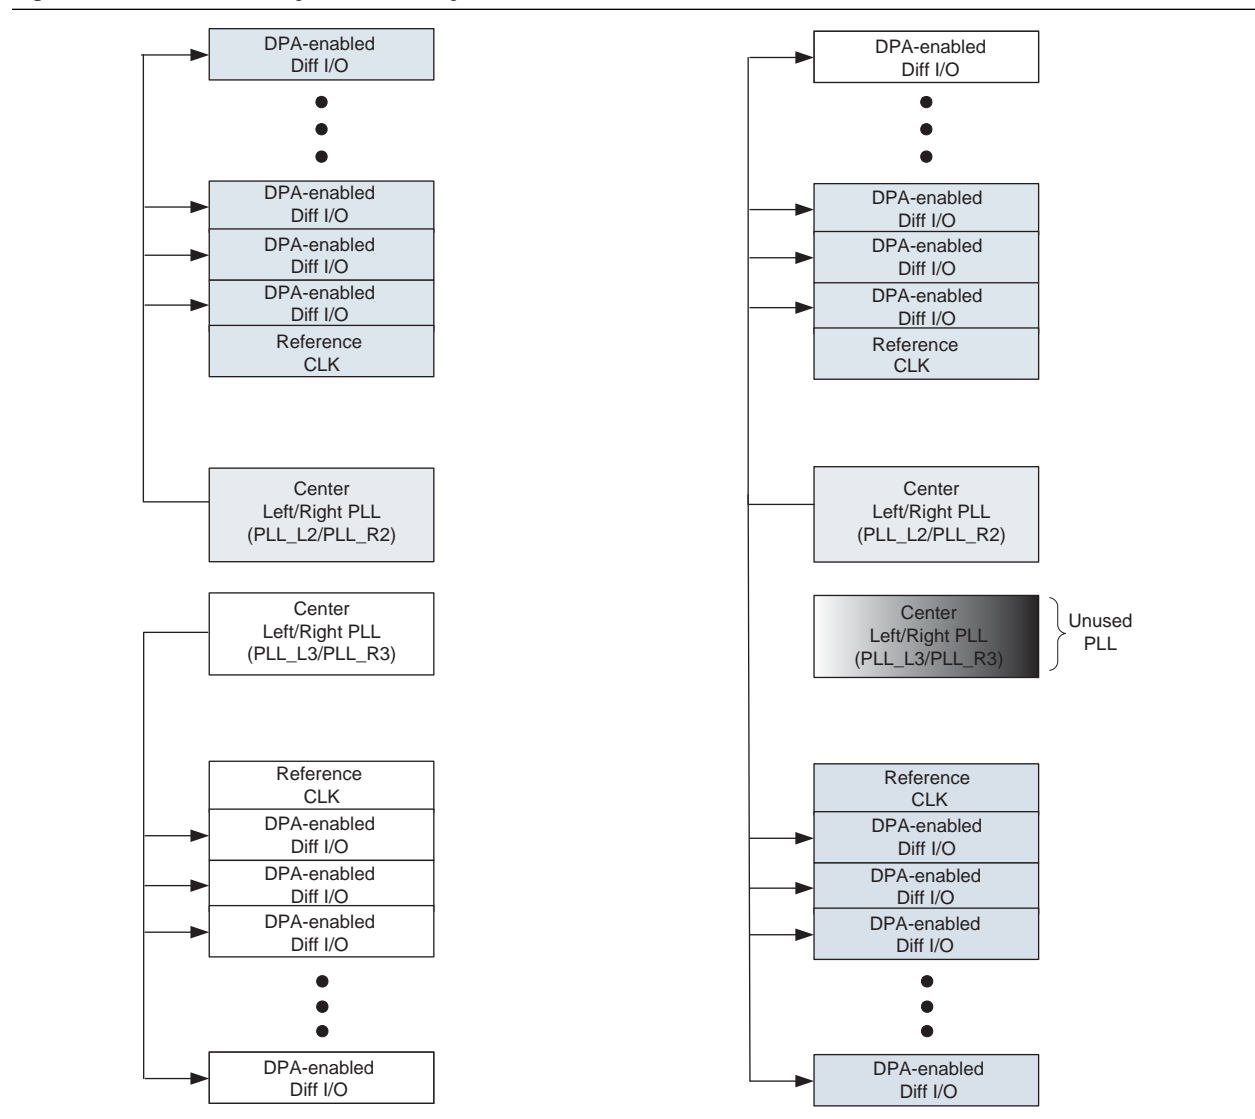 DPA-enabled
Diff I/O
DPA-enabled
Diff I/O
DPA-enabled
Diff I/O
DPA-enabled
Diff I/O
Reference
CLK
Center
Left/Right PLL
(PLL_L2/PLL_R2)
Center
Left/Right PLL
(PLL_L3/PLL_R3)
Reference
CLK
DPA-enabled
Diff I/O
DPA-enabled
Diff I/O
DPA-enabled
Diff I/O
DPA-enabled
Diff I/O
DPA-enabled
Diff I/O
DPA-enabled
Diff I/O
DPA-enabled
Diff I/O
DPA-enabled
Diff I/O
Reference
CLK
Center
Left/Right PLL
(PLL_L2/PLL_R2)
Center
Left/Right PLL
(PLL_L3/PLL_R3)
Unused
PLL
Reference
CLK
DPA-enabled
Diff I/O
DPA-enabled
Diff I/O
DPA-enabled
Diff I/O
DPA-enabled
Diff I/O